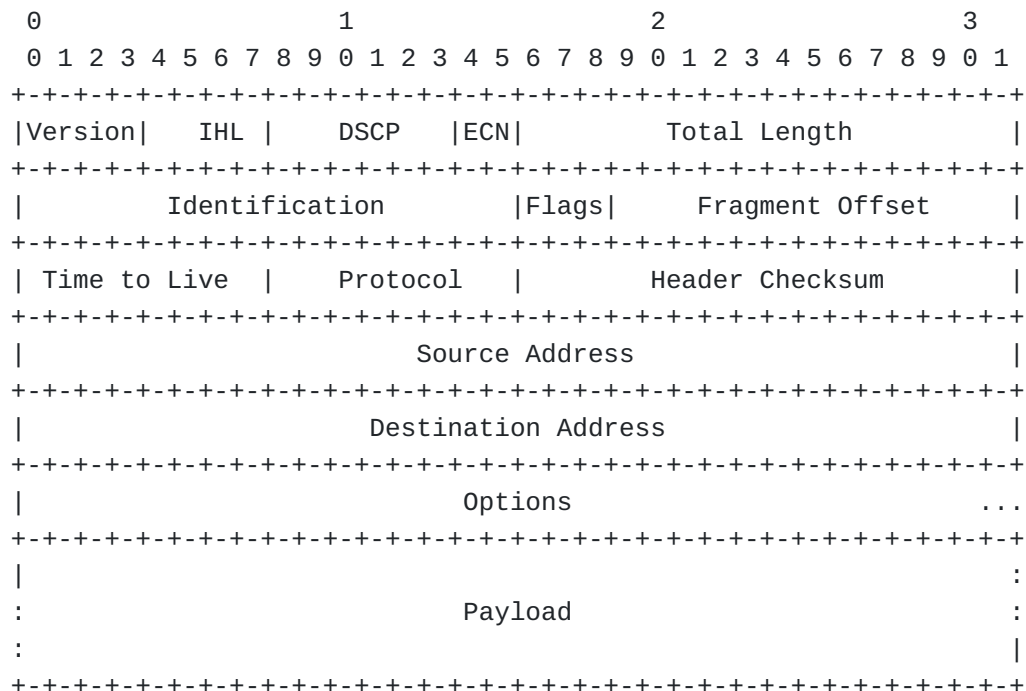 0                   1                   2                   3
 0 1 2 3 4 5 6 7 8 9 0 1 2 3 4 5 6 7 8 9 0 1 2 3 4 5 6 7 8 9 0 1
+-+-+-+-+-+-+-+-+-+-+-+-+-+-+-+-+-+-+-+-+-+-+-+-+-+-+-+-+-+-+-+-+
|Version|   IHL |    DSCP   |ECN|         Total Length          |
+-+-+-+-+-+-+-+-+-+-+-+-+-+-+-+-+-+-+-+-+-+-+-+-+-+-+-+-+-+-+-+-+
|         Identification        |Flags|     Fragment Offset     |
+-+-+-+-+-+-+-+-+-+-+-+-+-+-+-+-+-+-+-+-+-+-+-+-+-+-+-+-+-+-+-+-+
| Time to Live  |    Protocol   |        Header Checksum        |
+-+-+-+-+-+-+-+-+-+-+-+-+-+-+-+-+-+-+-+-+-+-+-+-+-+-+-+-+-+-+-+-+
|                         Source Address                        |
+-+-+-+-+-+-+-+-+-+-+-+-+-+-+-+-+-+-+-+-+-+-+-+-+-+-+-+-+-+-+-+-+
|                      Destination Address                      |
+-+-+-+-+-+-+-+-+-+-+-+-+-+-+-+-+-+-+-+-+-+-+-+-+-+-+-+-+-+-+-+-+
|                            Options                          ...
+-+-+-+-+-+-+-+-+-+-+-+-+-+-+-+-+-+-+-+-+-+-+-+-+-+-+-+-+-+-+-+-+
|                                                               :
:                            Payload                            :
:                                                               |
+-+-+-+-+-+-+-+-+-+-+-+-+-+-+-+-+-+-+-+-+-+-+-+-+-+-+-+-+-+-+-+-+